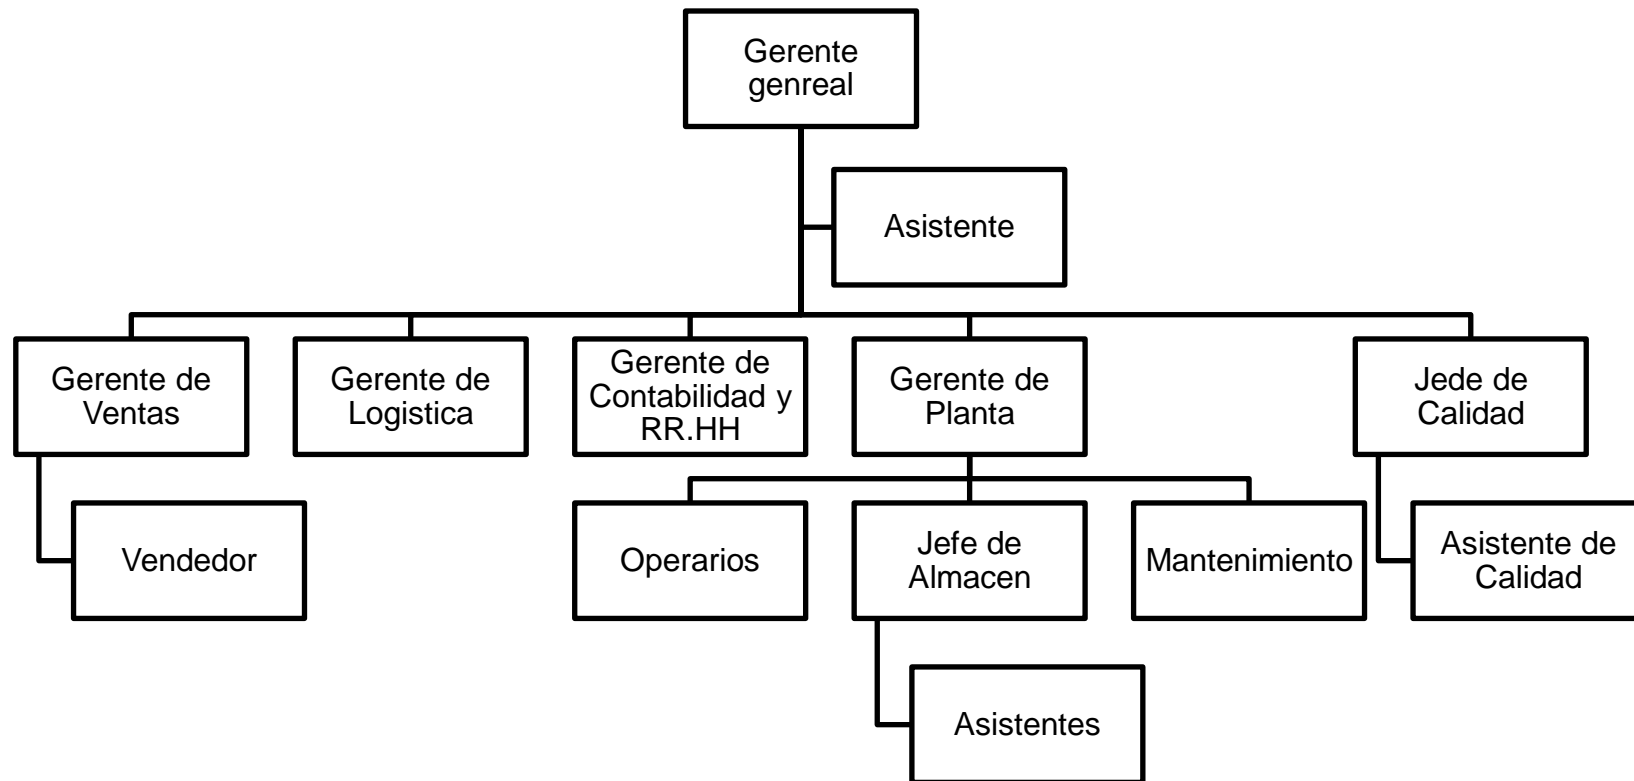 Gerente
genreal
Asistente
Gerente de
Ventas
Gerente de
Logistica
Gerente de
Contabilidad y
RR.HH
Gerente de
Planta
Jede de
Calidad
Vendedor
Operarios
Jefe de
Almacen
Mantenimiento
Asistente de
Calidad
Asistentes